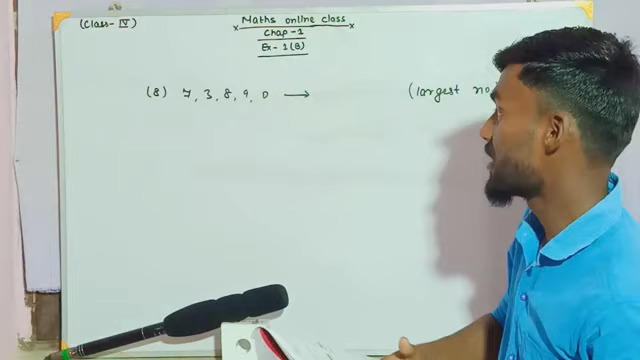 (Class- IV)
x Maths online class x
Chap -1
Ex- 1(B)
(8) 7, 3, 8, 9, 0 → (largest no